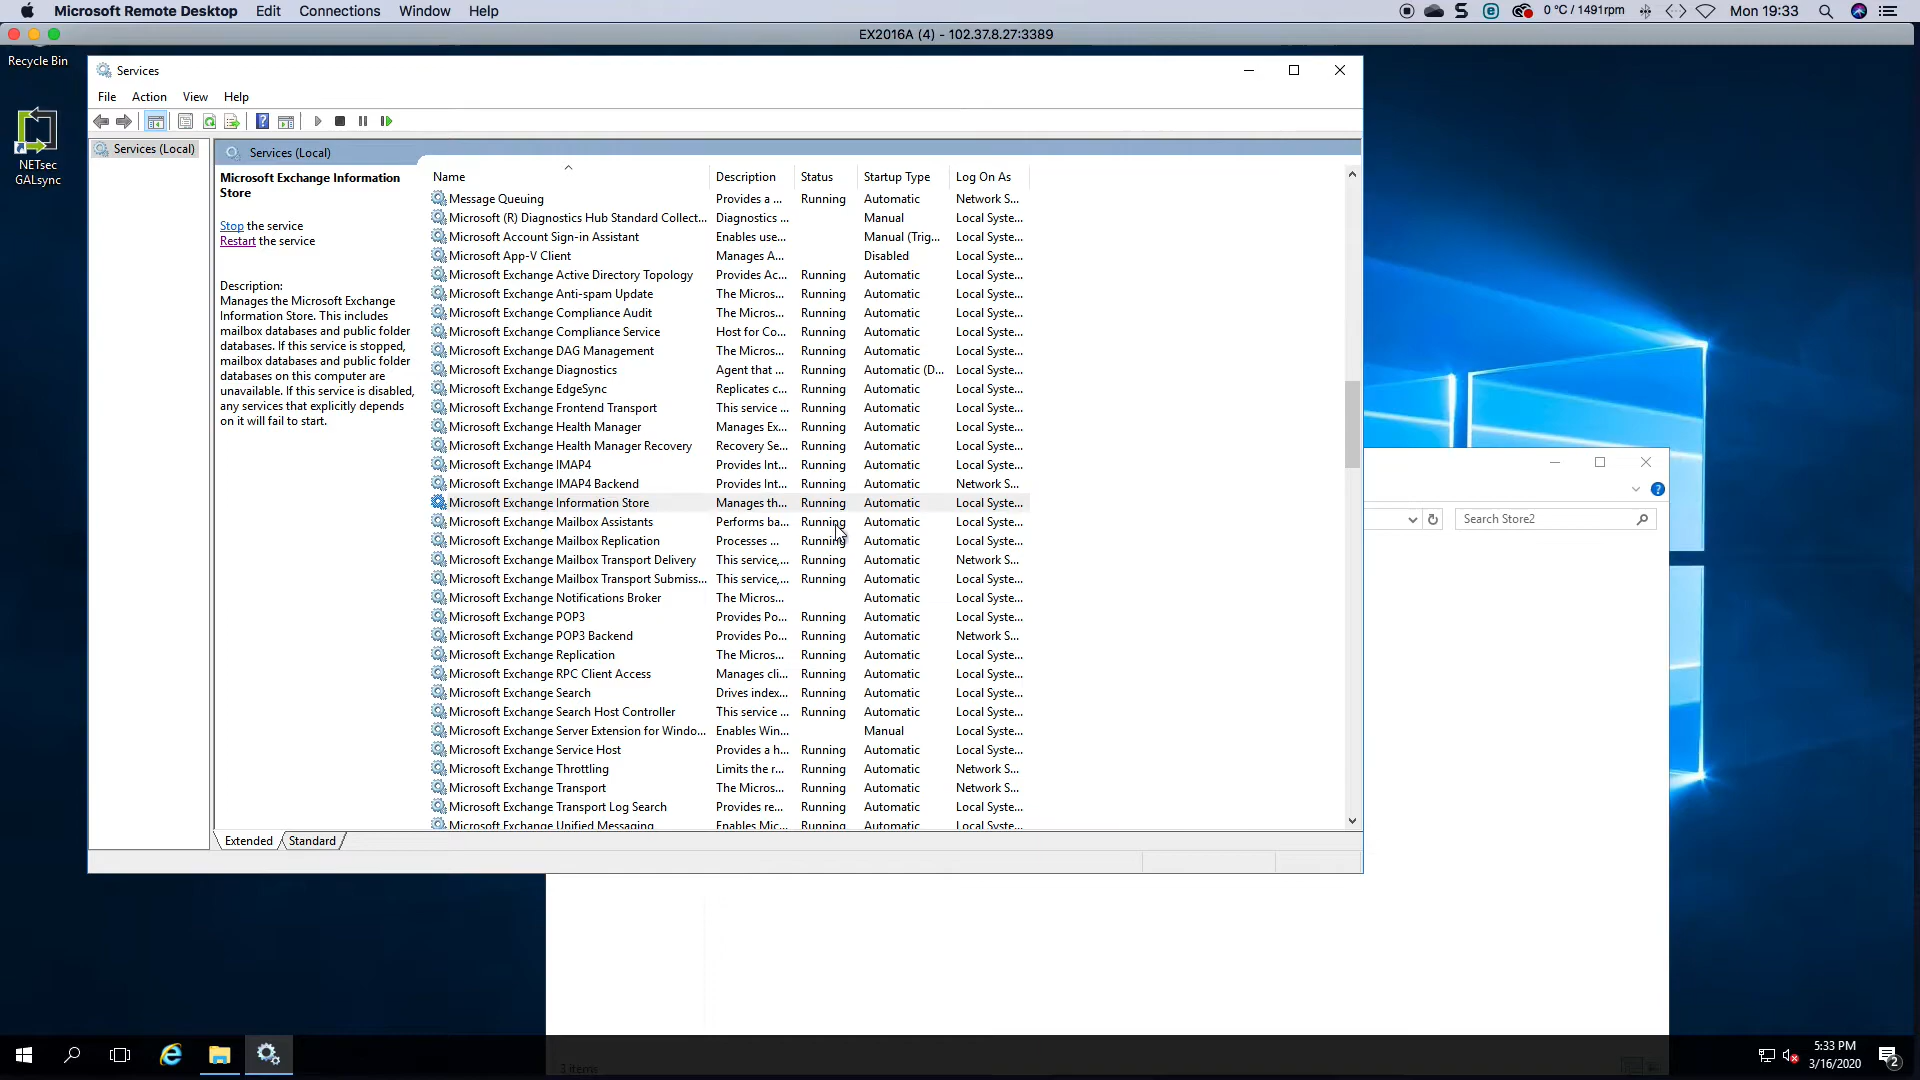 Microsoft Remote Desktop Edit Connections Window Help
0 °C / 1491rpm
Mon 19:33
EX2016A (4) - 102.37.8.27:3389
Recycle Bin
NETsec
GALsync
Services
File Action View Help
Services (Local)
Services (Local)
Microsoft Exchange Information
Store
Stop the service
Restart the service
Description:
Manages the Microsoft Exchange
Information Store. This includes
mailbox databases and public folder
databases. If this service is stopped,
mailbox databases and public folder
databases on this computer are
unavailable. If this service is disabled,
any services that explicitly depends
on it will fail to start.
Name Description Status Startup Type Log On As
Message Queuing Provides a ... Running Automatic Network S...
Microsoft (R) Diagnostics Hub Standard Collect... Diagnostics ... Manual Local Syste...
Microsoft Account Sign-in Assistant Enables use... Manual (Trig... Local Syste...
Microsoft App-V Client Manages A... Disabled Local Syste...
Microsoft Exchange Active Directory Topology Provides Ac... Running Automatic Local Syste...
Microsoft Exchange Anti-spam Update The Micros... Running Automatic Local Syste...
Microsoft Exchange Compliance Audit The Micros... Running Automatic Local Syste...
Microsoft Exchange Compliance Service Host for Co... Running Automatic Local Syste...
Microsoft Exchange DAG Management The Micros... Running Automatic Local Syste...
Microsoft Exchange Diagnostics Agent that ... Running Automatic (D... Local Syste...
Microsoft Exchange EdgeSync Replicates c... Running Automatic Local Syste...
Microsoft Exchange Frontend Transport This service ... Running Automatic Local Syste...
Microsoft Exchange Health Manager Manages Ex... Running Automatic Local Syste...
Microsoft Exchange Health Manager Recovery Recovery Se... Running Automatic Local Syste...
Microsoft Exchange IMAP4 Provides Int... Running Automatic Local Syste...
Microsoft Exchange IMAP4 Backend Provides Int... Running Automatic Network S...
Microsoft Exchange Information Store Manages th... Running Automatic Local Syste...
Microsoft Exchange Mailbox Assistants Performs ba... Running Automatic Local Syste...
Microsoft Exchange Mailbox Replication Processes ... Running Automatic Local Syste...
Microsoft Exchange Mailbox Transport Delivery This service,... Running Automatic Network S...
Microsoft Exchange Mailbox Transport Submiss... This service,... Running Automatic Local Syste...
Microsoft Exchange Notifications Broker The Micros... Automatic Local Syste...
Microsoft Exchange POP3 Provides Po... Running Automatic Local Syste...
Microsoft Exchange POP3 Backend Provides Po... Running Automatic Network S...
Microsoft Exchange Replication The Micros... Running Automatic Local Syste...
Microsoft Exchange RPC Client Access Manages cli... Running Automatic Local Syste...
Microsoft Exchange Search Drives index... Running Automatic Local Syste...
Microsoft Exchange Search Host Controller This service ... Running Automatic Local Syste...
Microsoft Exchange Server Extension for Windo... Enables Win... Manual Local Syste...
Microsoft Exchange Service Host Provides a h... Running Automatic Local Syste...
Microsoft Exchange Throttling Limits the r... Running Automatic Network S...
Microsoft Exchange Transport The Micros... Running Automatic Network S...
Microsoft Exchange Transport Log Search Provides re... Running Automatic Local Syste...
Microsoft Exchange Unified Messaging Enables Mic... Running Automatic Local Syste...
Extended Standard
Search Store2
3 items
5:33 PM
3/16/2020
2